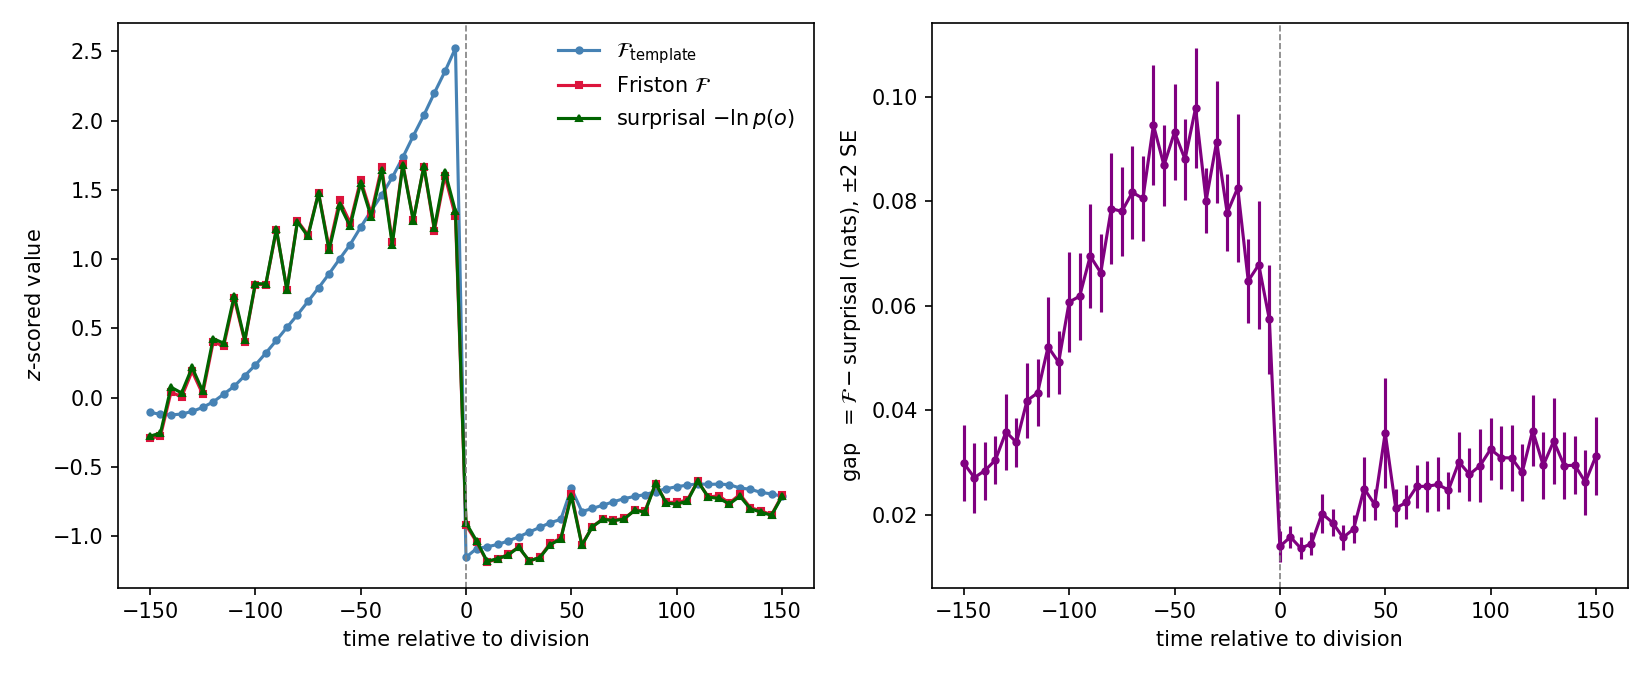 z-scored value
2.5
2.0
1.5
1.0
0.5
0.0
−0.5
−1.0
ℱtemplate
Friston ℱ
surprisal −ln p(o)
−150 −100 −50 0 50 100 150
time relative to division
gap = ℱ − surprisal (nats), ±2 SE
0.10
0.08
0.06
0.04
0.02
−150 −100 −50 0 50 100 150
time relative to division